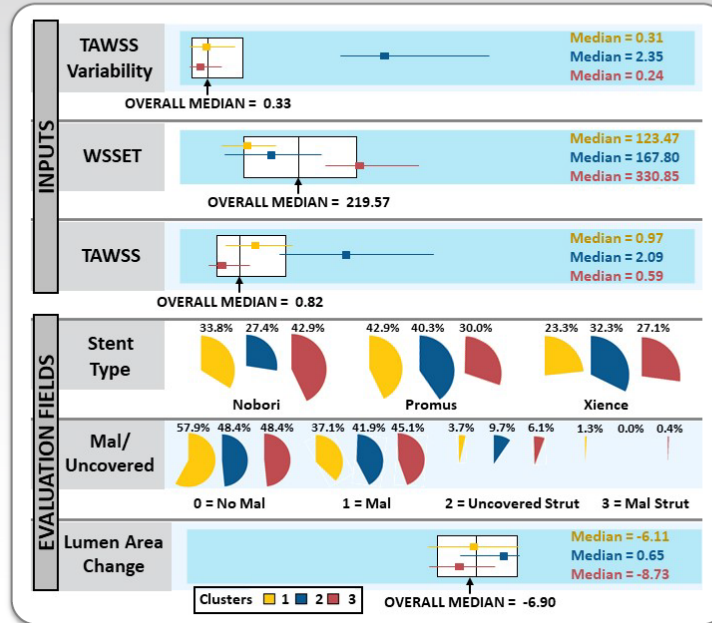 INPUTS
TAWSS
Variability
Median = 0.31
Median = 2.35
Median = 0.24
OVERALL MEDIAN = 0.33
WSSET
Median = 123.47
Median = 167.80
Median = 330.85
OVERALL MEDIAN = 219.57
TAWSS
Median = 0.97
Median = 2.09
Median = 0.59
OVERALL MEDIAN = 0.82
EVALUATION FIELDS
Stent
Type
33.8% 27.4% 42.9% 42.9% 40.3% 30.0% 23.3% 32.3% 27.1%
Nobori Promus Xience
Mal/
Uncovered
57.9% 48.4% 48.4% 37.1% 41.9% 45.1% 3.7% 9.7% 6.1% 1.3% 0.0% 0.4%
0 = No Mal 1 = Mal 2 = Uncovered Strut 3 = Mal Strut
Lumen Area
Change
Median = -6.11
Median = 0.65
Median = -8.73
Clusters 1 2 3
OVERALL MEDIAN = -6.90